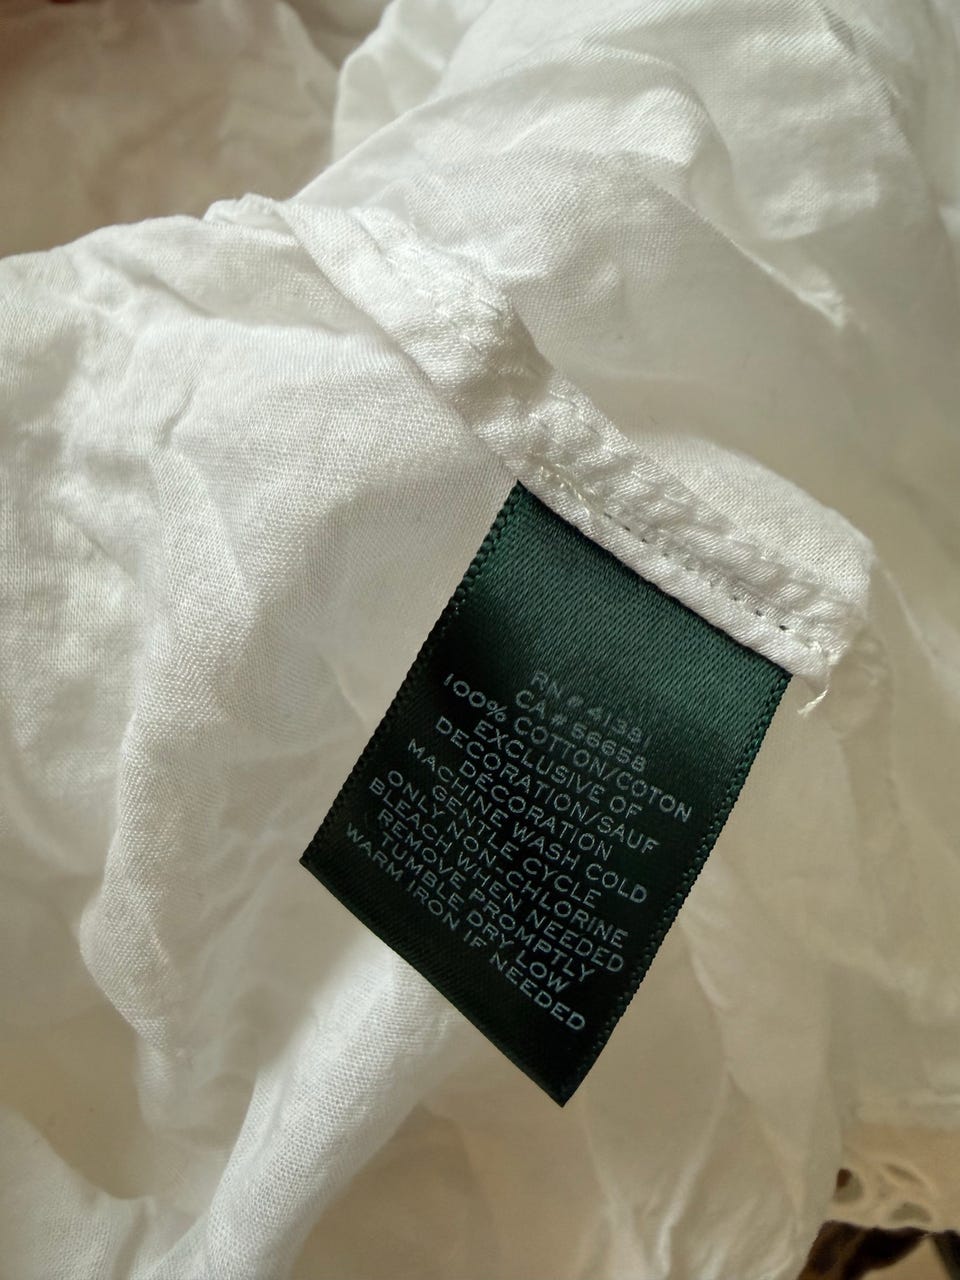 RN # 41381
CA # 56658
100% COTTON/COTON
EXCLUSIVE OF
DECORATION/SAUF
DÉCORATION
MACHINE WASH COLD
GENTLE CYCLE
ONLY NON-CHLORINE
BLEACH WHEN NEEDED
REMOVE PROMPTLY
TUMBLE DRY LOW
WARM IRON IF NEEDED